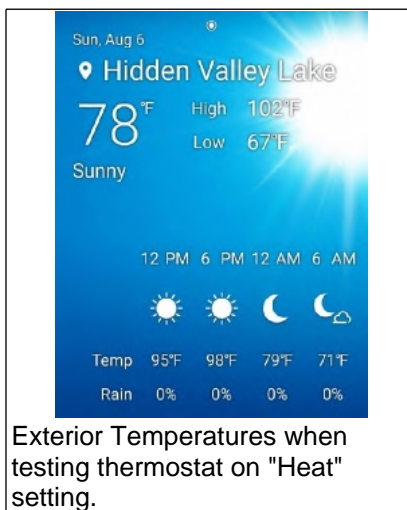 Sun, Aug 6
Hidden Valley Lake
78°F High 102°F
Low 67°F
Sunny
12 PM 6 PM 12 AM 6 AM
Temp 95°F 98°F 79°F 71°F
Rain 0% 0% 0% 0%
Exterior Temperatures when
testing thermostat on "Heat"
setting.